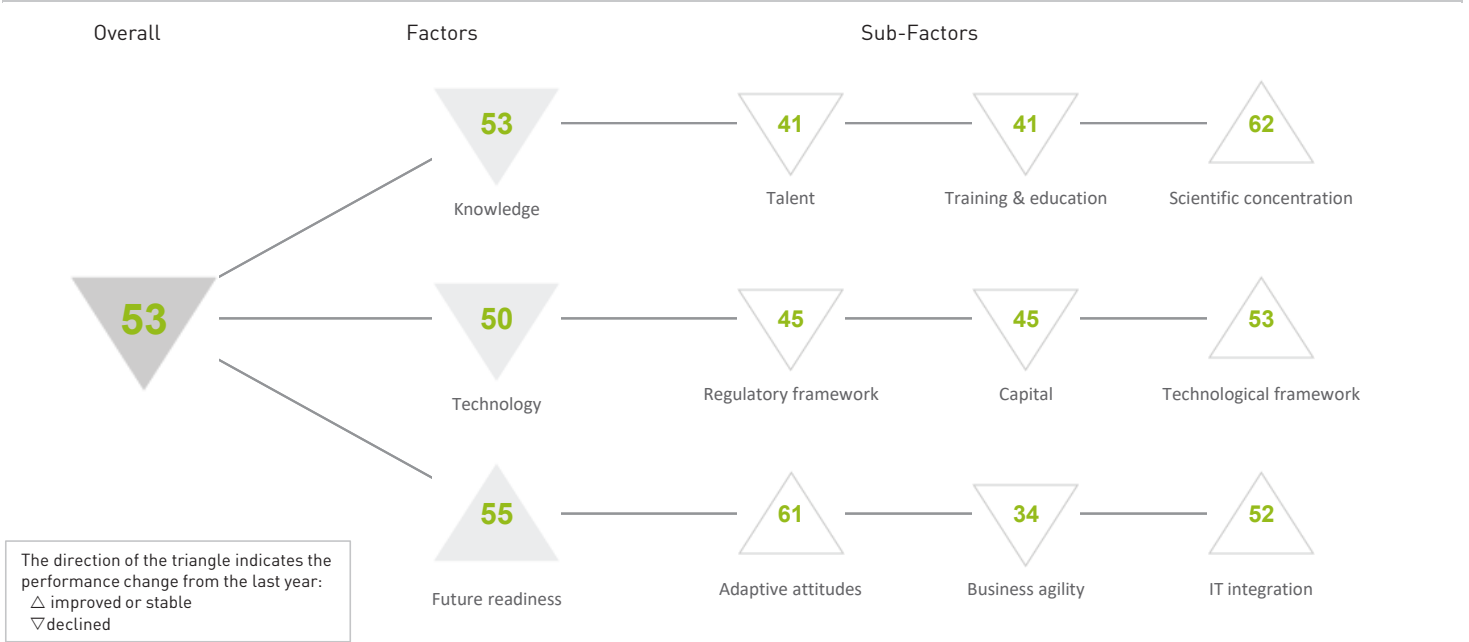 Overall
Factors
Sub-Factors
53
41
41
62
Knowledge
Talent
Training & education
Scientific concentration
53
50
45
45
53
Technology
Regulatory framework
Capital
Technological framework
55
61
34
52
Future readiness
Adaptive attitudes
Business agility
IT integration
The direction of the triangle indicates the
performance change from the last year:
△ improved or stable
▽ declined